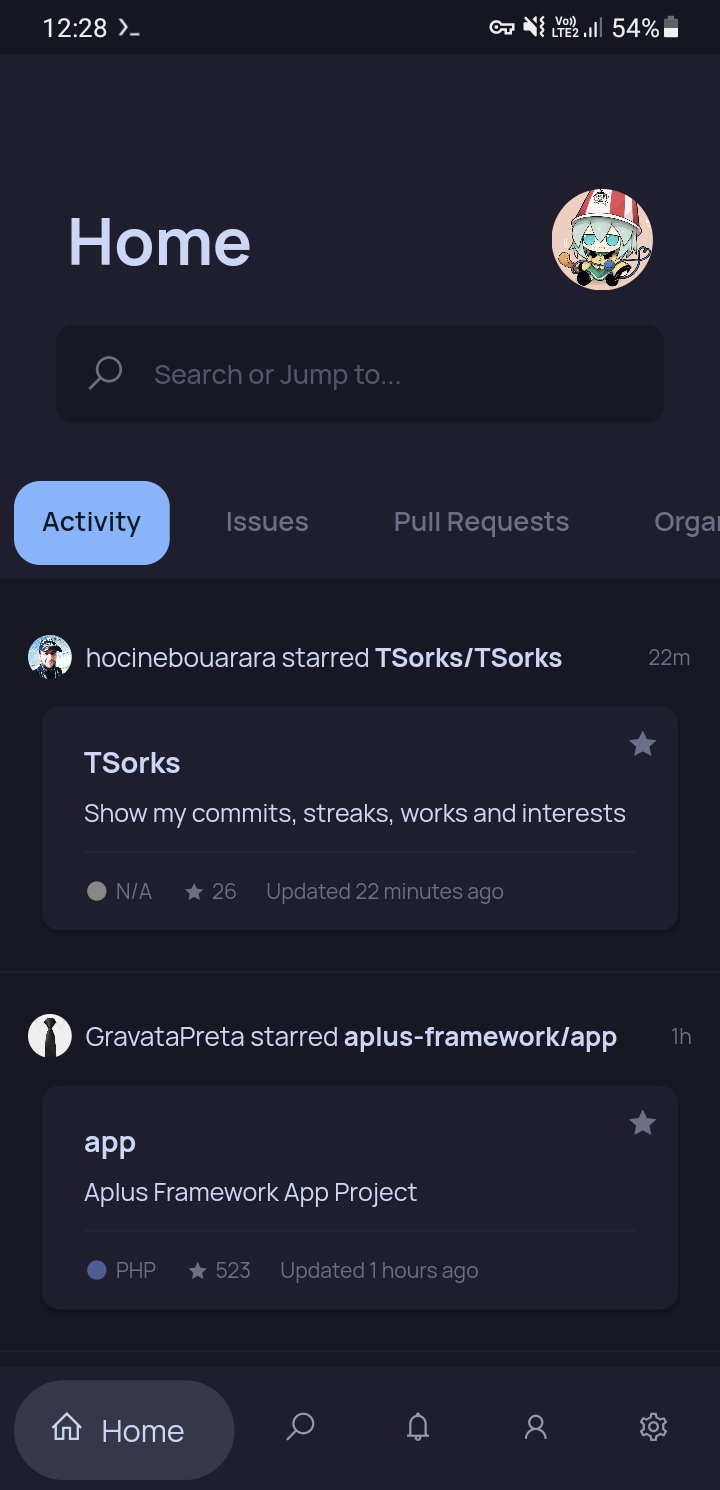 12:28
Vo))
LTE2
54%
Home
Search or Jump to...
Activity Issues Pull Requests Orgar
hocinebouarara starred TSorks/TSorks 22m
TSorks
Show my commits, streaks, works and interests
N/A 26 Updated 22 minutes ago
GravataPreta starred aplus-framework/app 1h
app
Aplus Framework App Project
PHP 523 Updated 1 hours ago
Home